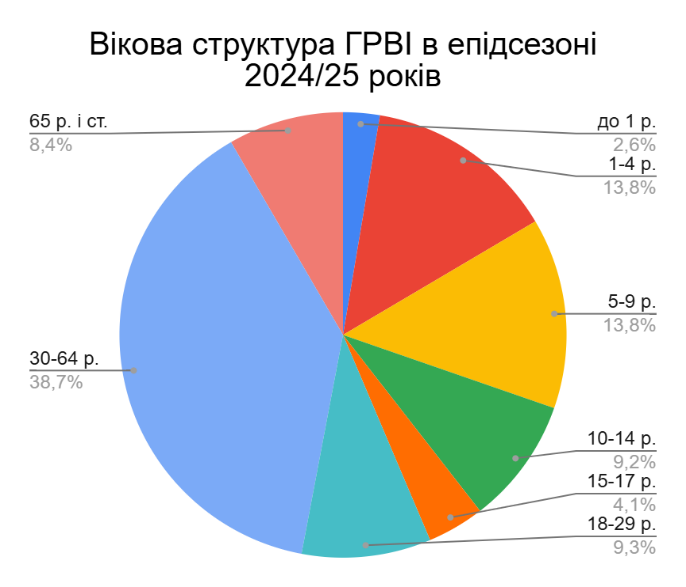 Вікова структура ГРВІ в епідсезоні
2024/25 років
65 р. і ст.
8,4%
до 1 р.
2,6%
1-4 р.
13,8%
5-9 р.
13,8%
30-64 р.
38,7%
10-14 р.
9,2%
15-17 р.
4,1%
18-29 р.
9,3%